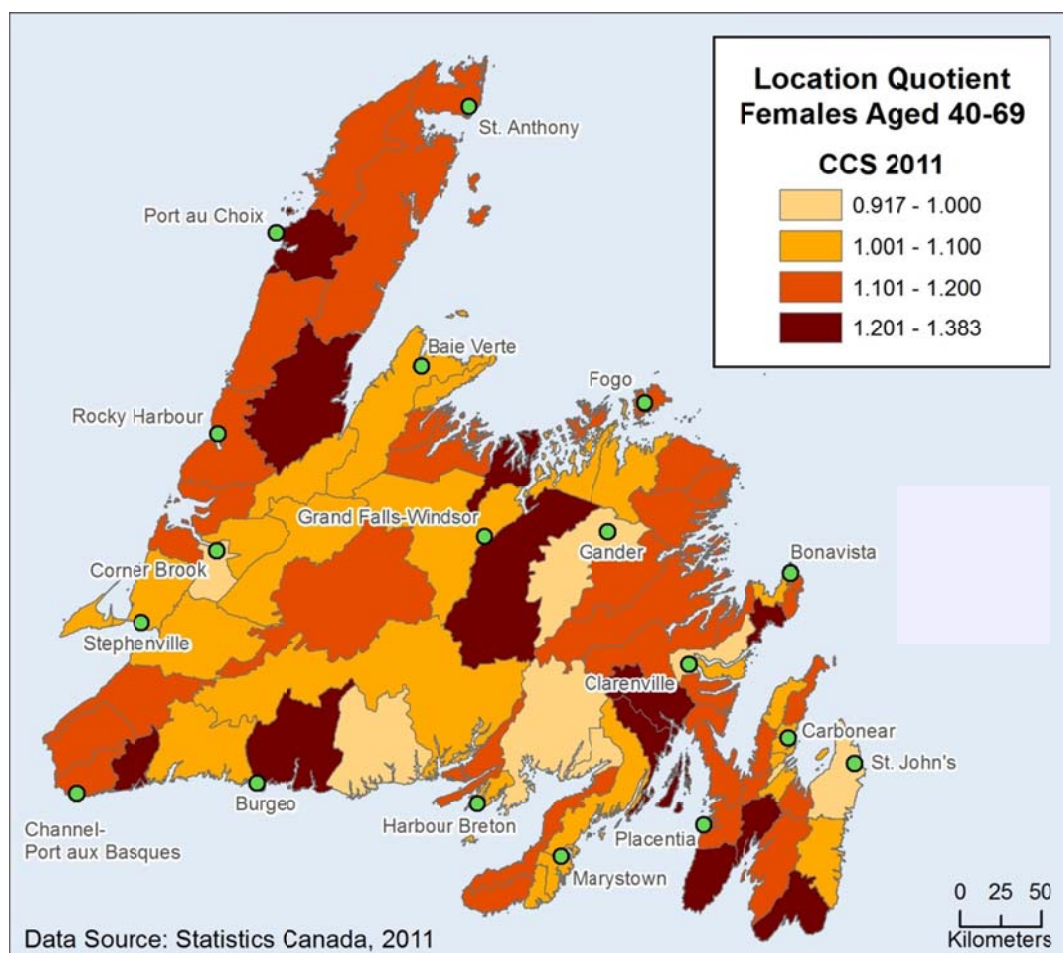 Location Quotient
Females Aged 40-69
CCS 2011
0.917 - 1.000
1.001 - 1.100
1.101 - 1.200
1.201 - 1.383
St. Anthony
Port au Choix
Baie Verte
Fogo
Rocky Harbour
Grand Falls-Windsor
Gander
Bonavista
Corner Brook
Stephenville
Clarenville
Carbonear
St. John's
Burgeo
Harbour Breton
Placentia
Channel-
Port aux Basques
Marystown
0 25 50
Kilometers
Data Source: Statistics Canada, 2011